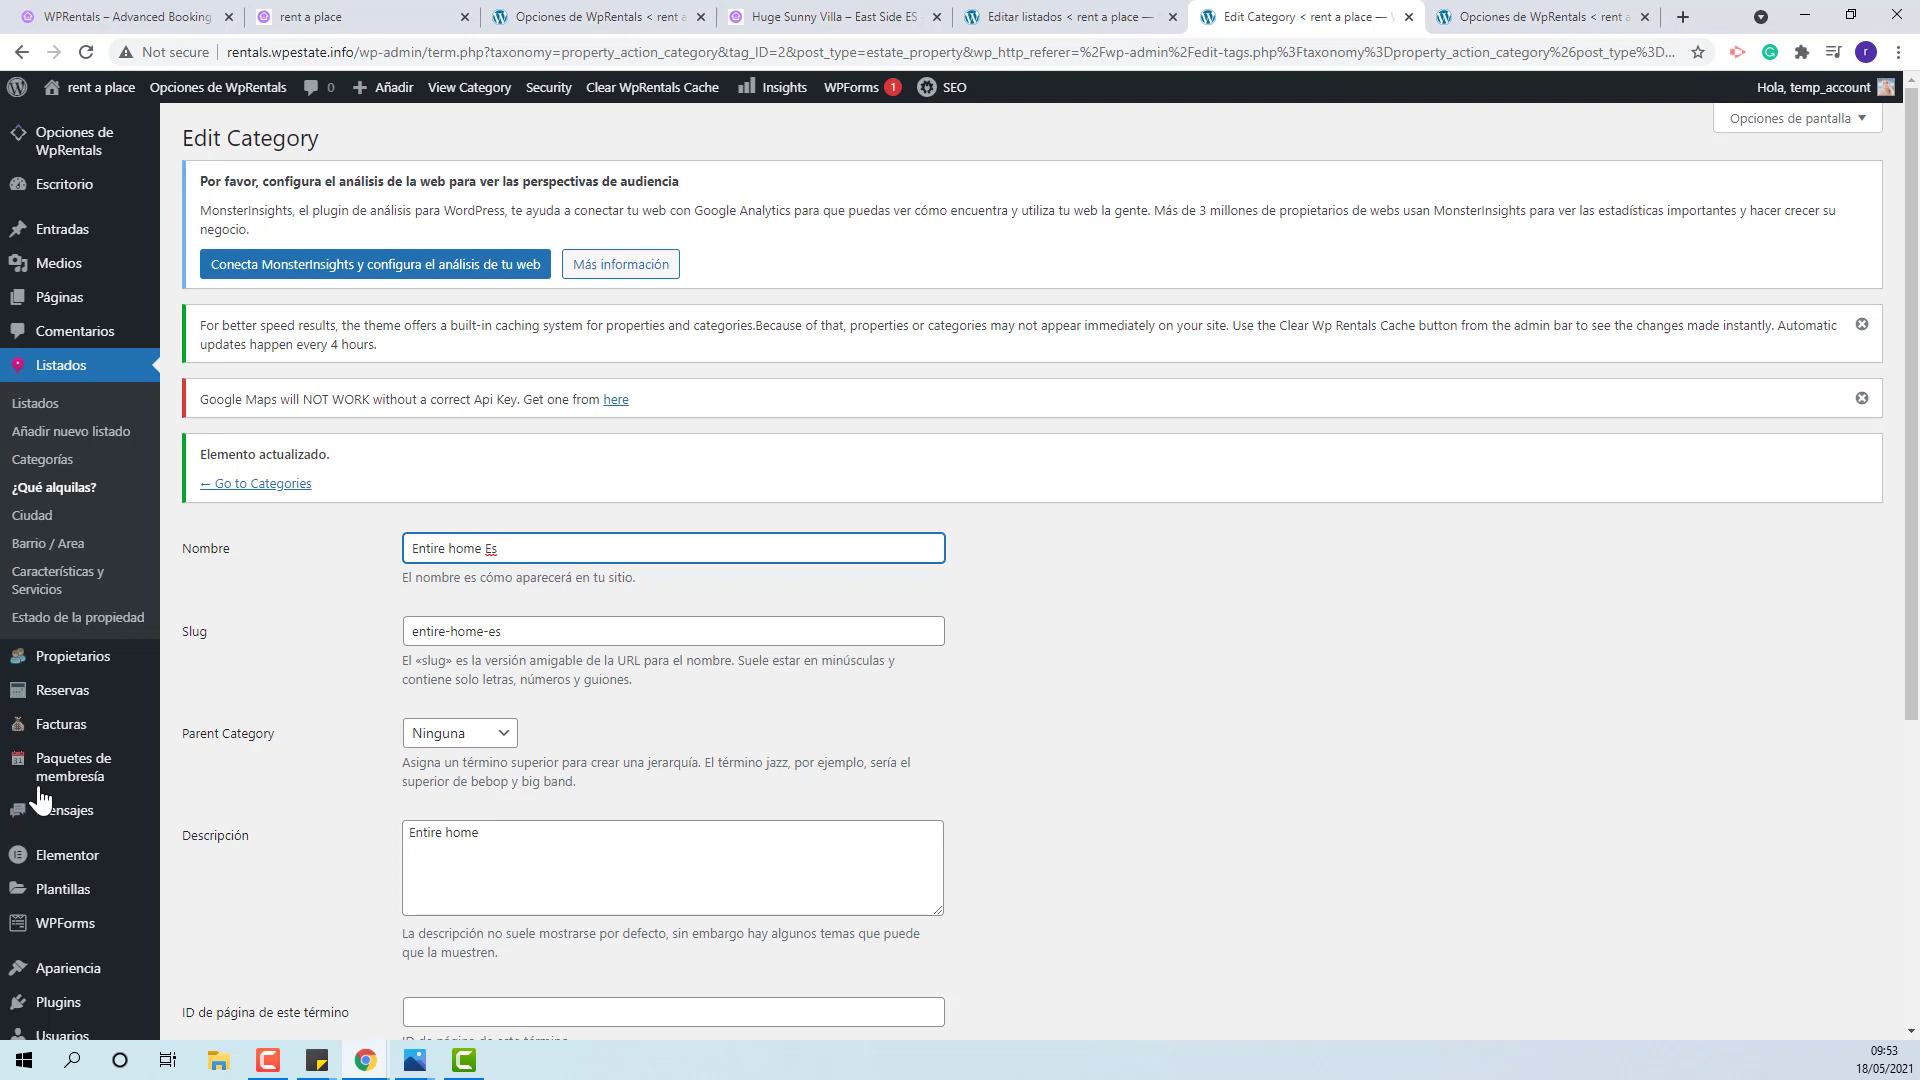 WPRentals – Advanced Booking
rent a place
Opciones de WpRentals < rent a
Huge Sunny Villa – East Side ES
Editar listados < rent a place —
Edit Category < rent a place — W
Opciones de WpRentals < rent a
Not secure
rentals.wpestate.info/wp-admin/term.php?taxonomy=property_action_category&tag_ID=2&post_type=estate_property&wp_http_referer=%2Fwp-admin%2Fedit-tags.php%3Ftaxonomy%3Dproperty_action_category%26post_type%3D...
r
rent a place
Opciones de WpRentals
0
Añadir
View Category
Security
Clear WpRentals Cache
Insights
WPForms 1
SEO
Hola, temp_account
Opciones de
WpRentals
Escritorio
Entradas
Medios
Páginas
Comentarios
Listados
Listados
Añadir nuevo listado
Categorías
¿Qué alquilas?
Ciudad
Barrio / Area
Características y
Servicios
Estado de la propiedad
Propietarios
Reservas
Facturas
Paquetes de
membresía
ensajes
Elementor
Plantillas
WPForms
Apariencia
Plugins
Usuarios
Opciones de pantalla
Edit Category
Por favor, configura el análisis de la web para ver las perspectivas de audiencia
MonsterInsights, el plugin de análisis para WordPress, te ayuda a conectar tu web con Google Analytics para que puedas ver cómo encuentra y utiliza tu web la gente. Más de 3 millones de propietarios de webs usan MonsterInsights para ver las estadísticas importantes y hacer crecer su
negocio.
Conecta MonsterInsights y configura el análisis de tu web
Más información
For better speed results, the theme offers a built-in caching system for properties and categories.Because of that, properties or categories may not appear immediately on your site. Use the Clear Wp Rentals Cache button from the admin bar to see the changes made instantly. Automatic
updates happen every 4 hours.
Google Maps will NOT WORK without a correct Api Key. Get one from here
Elemento actualizado.
← Go to Categories
Nombre
Entire home Es
El nombre es cómo aparecerá en tu sitio.
Slug
entire-home-es
El «slug» es la versión amigable de la URL para el nombre. Suele estar en minúsculas y
contiene solo letras, números y guiones.
Parent Category
Ninguna
Asigna un término superior para crear una jerarquía. El término jazz, por ejemplo, sería el
superior de bebop y big band.
Descripción
Entire home
La descripción no suele mostrarse por defecto, sin embargo hay algunos temas que puede
que la muestren.
ID de página de este término
ID de página de este término
09:53
18/05/2021